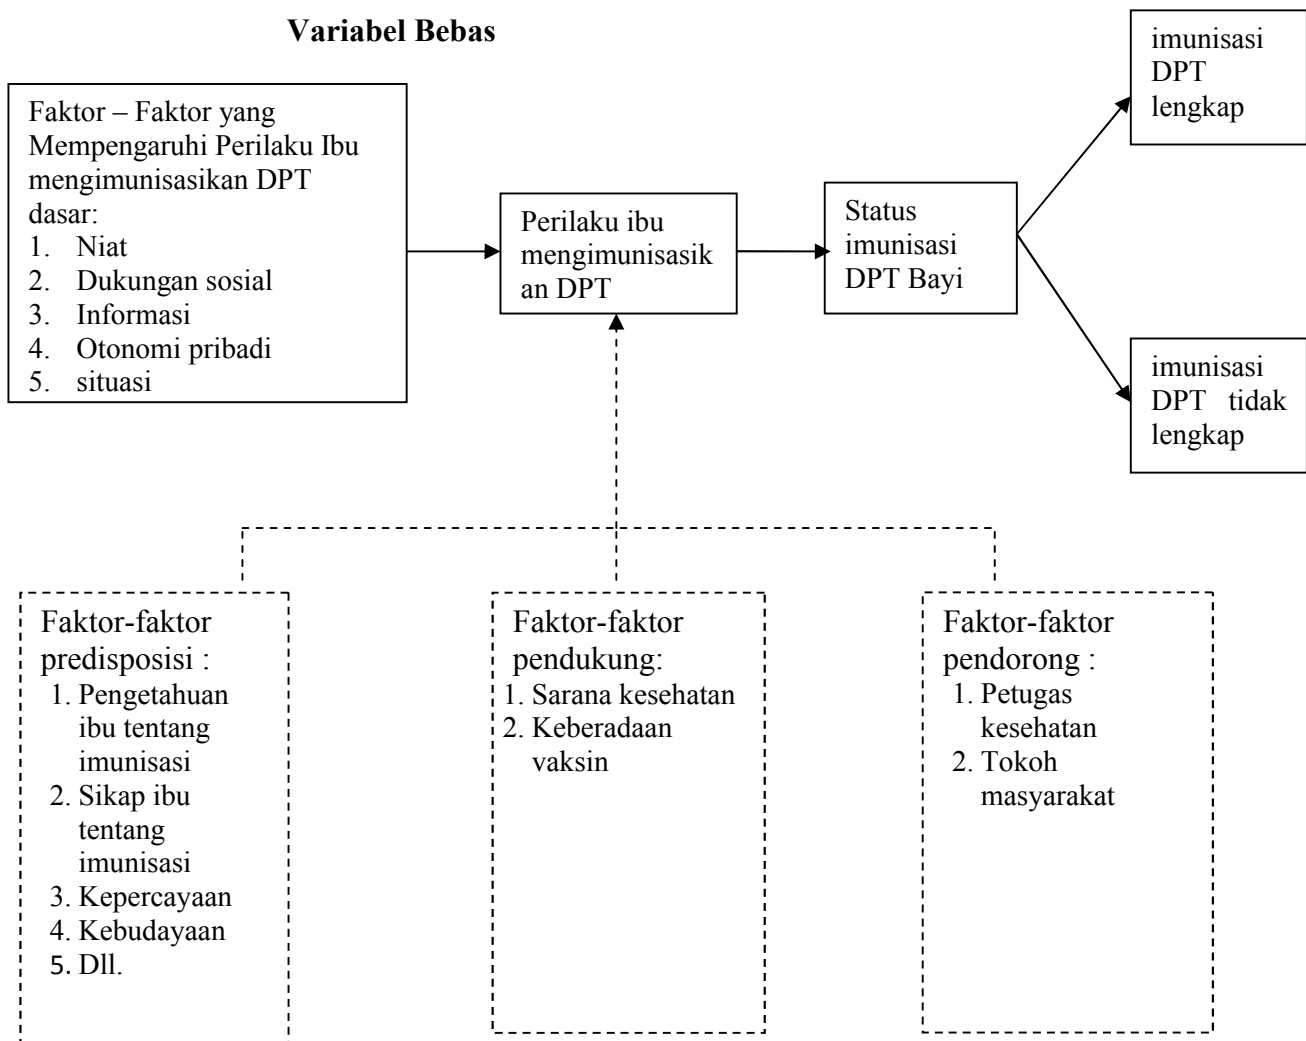 Variabel Bebas
Faktor – Faktor yang
Mempengaruhi Perilaku Ibu
mengimunisasikan DPT
dasar:
1. Niat
2. Dukungan sosial
3. Informasi
4. Otonomi pribadi
5. situasi
Perilaku ibu
mengimunisasik
an DPT
Status
imunisasi
DPT Bayi
imunisasi
DPT
lengkap
imunisasi
DPT tidak
lengkap
Faktor-faktor
predisposisi :
1. Pengetahuan
ibu tentang
imunisasi
2. Sikap ibu
tentang
imunisasi
3. Kepercayaan
4. Kebudayaan
5. Dll.
Faktor-faktor
pendukung:
1. Sarana kesehatan
2. Keberadaan
vaksin
Faktor-faktor
pendorong :
1. Petugas
kesehatan
2. Tokoh
masyarakat